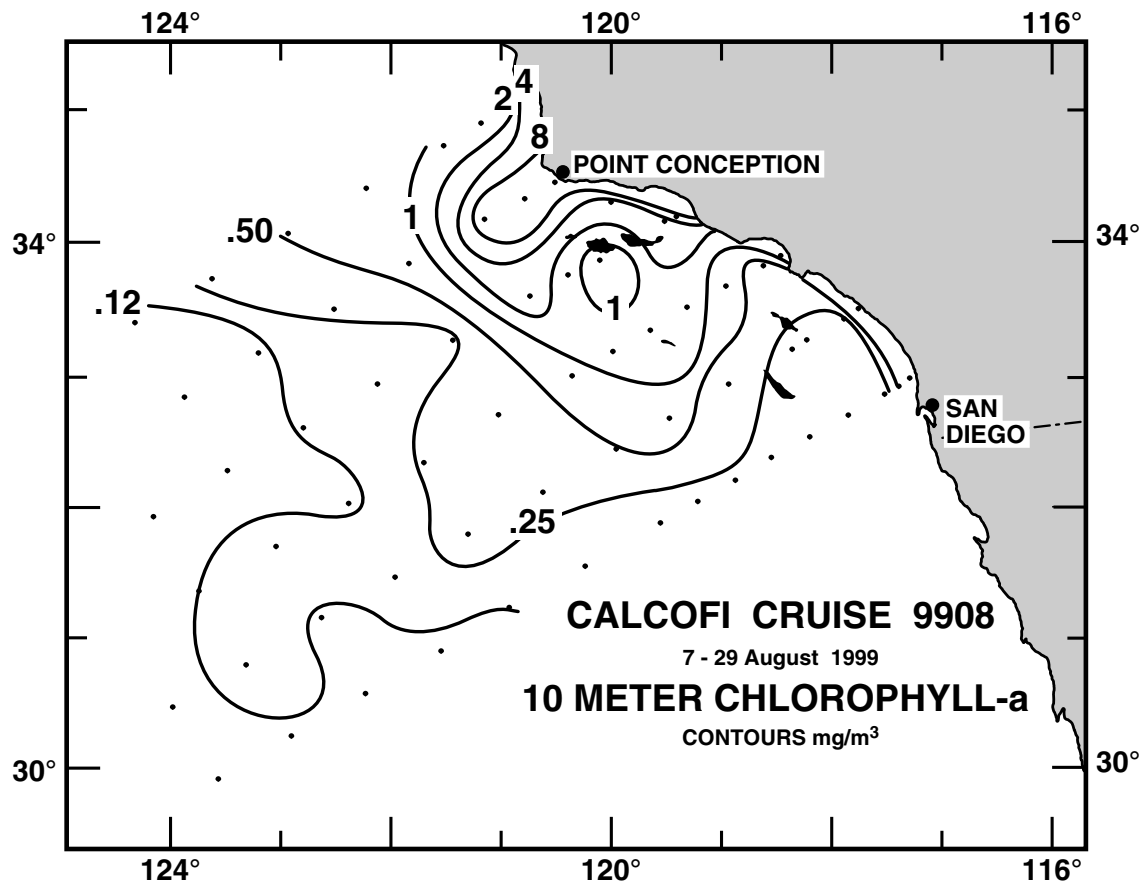 124° 120° 116°
4
2
8
POINT CONCEPTION
1
.50
34° 34°
.12
1
SAN
DIEGO
.25
CALCOFI CRUISE 9908
7 - 29 August 1999
10 METER CHLOROPHYLL-a
CONTOURS mg/m³
30° 30°
124° 120° 116°